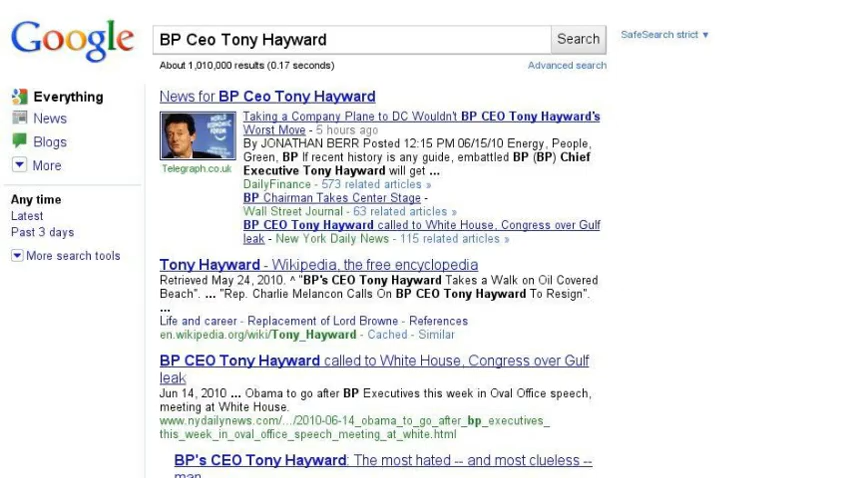 Google
BP Ceo Tony Hayward
Search
SafeSearch strict ▼
About 1,010,000 results (0.17 seconds)
Advanced search
Everything
News
Blogs
More
Any time
Latest
Past 3 days
More search tools
News for BP Ceo Tony Hayward
Taking a Company Plane to DC Wouldn't BP CEO Tony Hayward's
Worst Move - 5 hours ago
By JONATHAN BERR Posted 12:15 PM 06/15/10 Energy, People,
Green, BP If recent history is any guide, embattled BP (BP) Chief
Executive Tony Hayward will get ...
DailyFinance - 573 related articles »
BP Chairman Takes Center Stage -
Wall Street Journal - 63 related articles »
BP CEO Tony Hayward called to White House, Congress over Gulf
leak - New York Daily News - 115 related articles »
WORLD
ECONOMIC
FORUM
Telegraph.co.uk
Tony Hayward - Wikipedia, the free encyclopedia
Retrieved May 24, 2010. ^ "BP's CEO Tony Hayward Takes a Walk on Oil Covered
Beach". ... "Rep. Charlie Melancon Calls On BP CEO Tony Hayward To Resign".
...
Life and career - Replacement of Lord Browne - References
en.wikipedia.org/wiki/Tony_Hayward - Cached - Similar
BP CEO Tony Hayward called to White House, Congress over Gulf
leak
Jun 14, 2010 ... Obama to go after BP Executives this week in Oval Office speech,
meeting at White House.
www.nydailynews.com/.../2010-06-14_obama_to_go_after_bp_executives_
this_week_in_oval_office_speech_meeting_at_white.html
BP's CEO Tony Hayward: The most hated -- and most clueless --
man